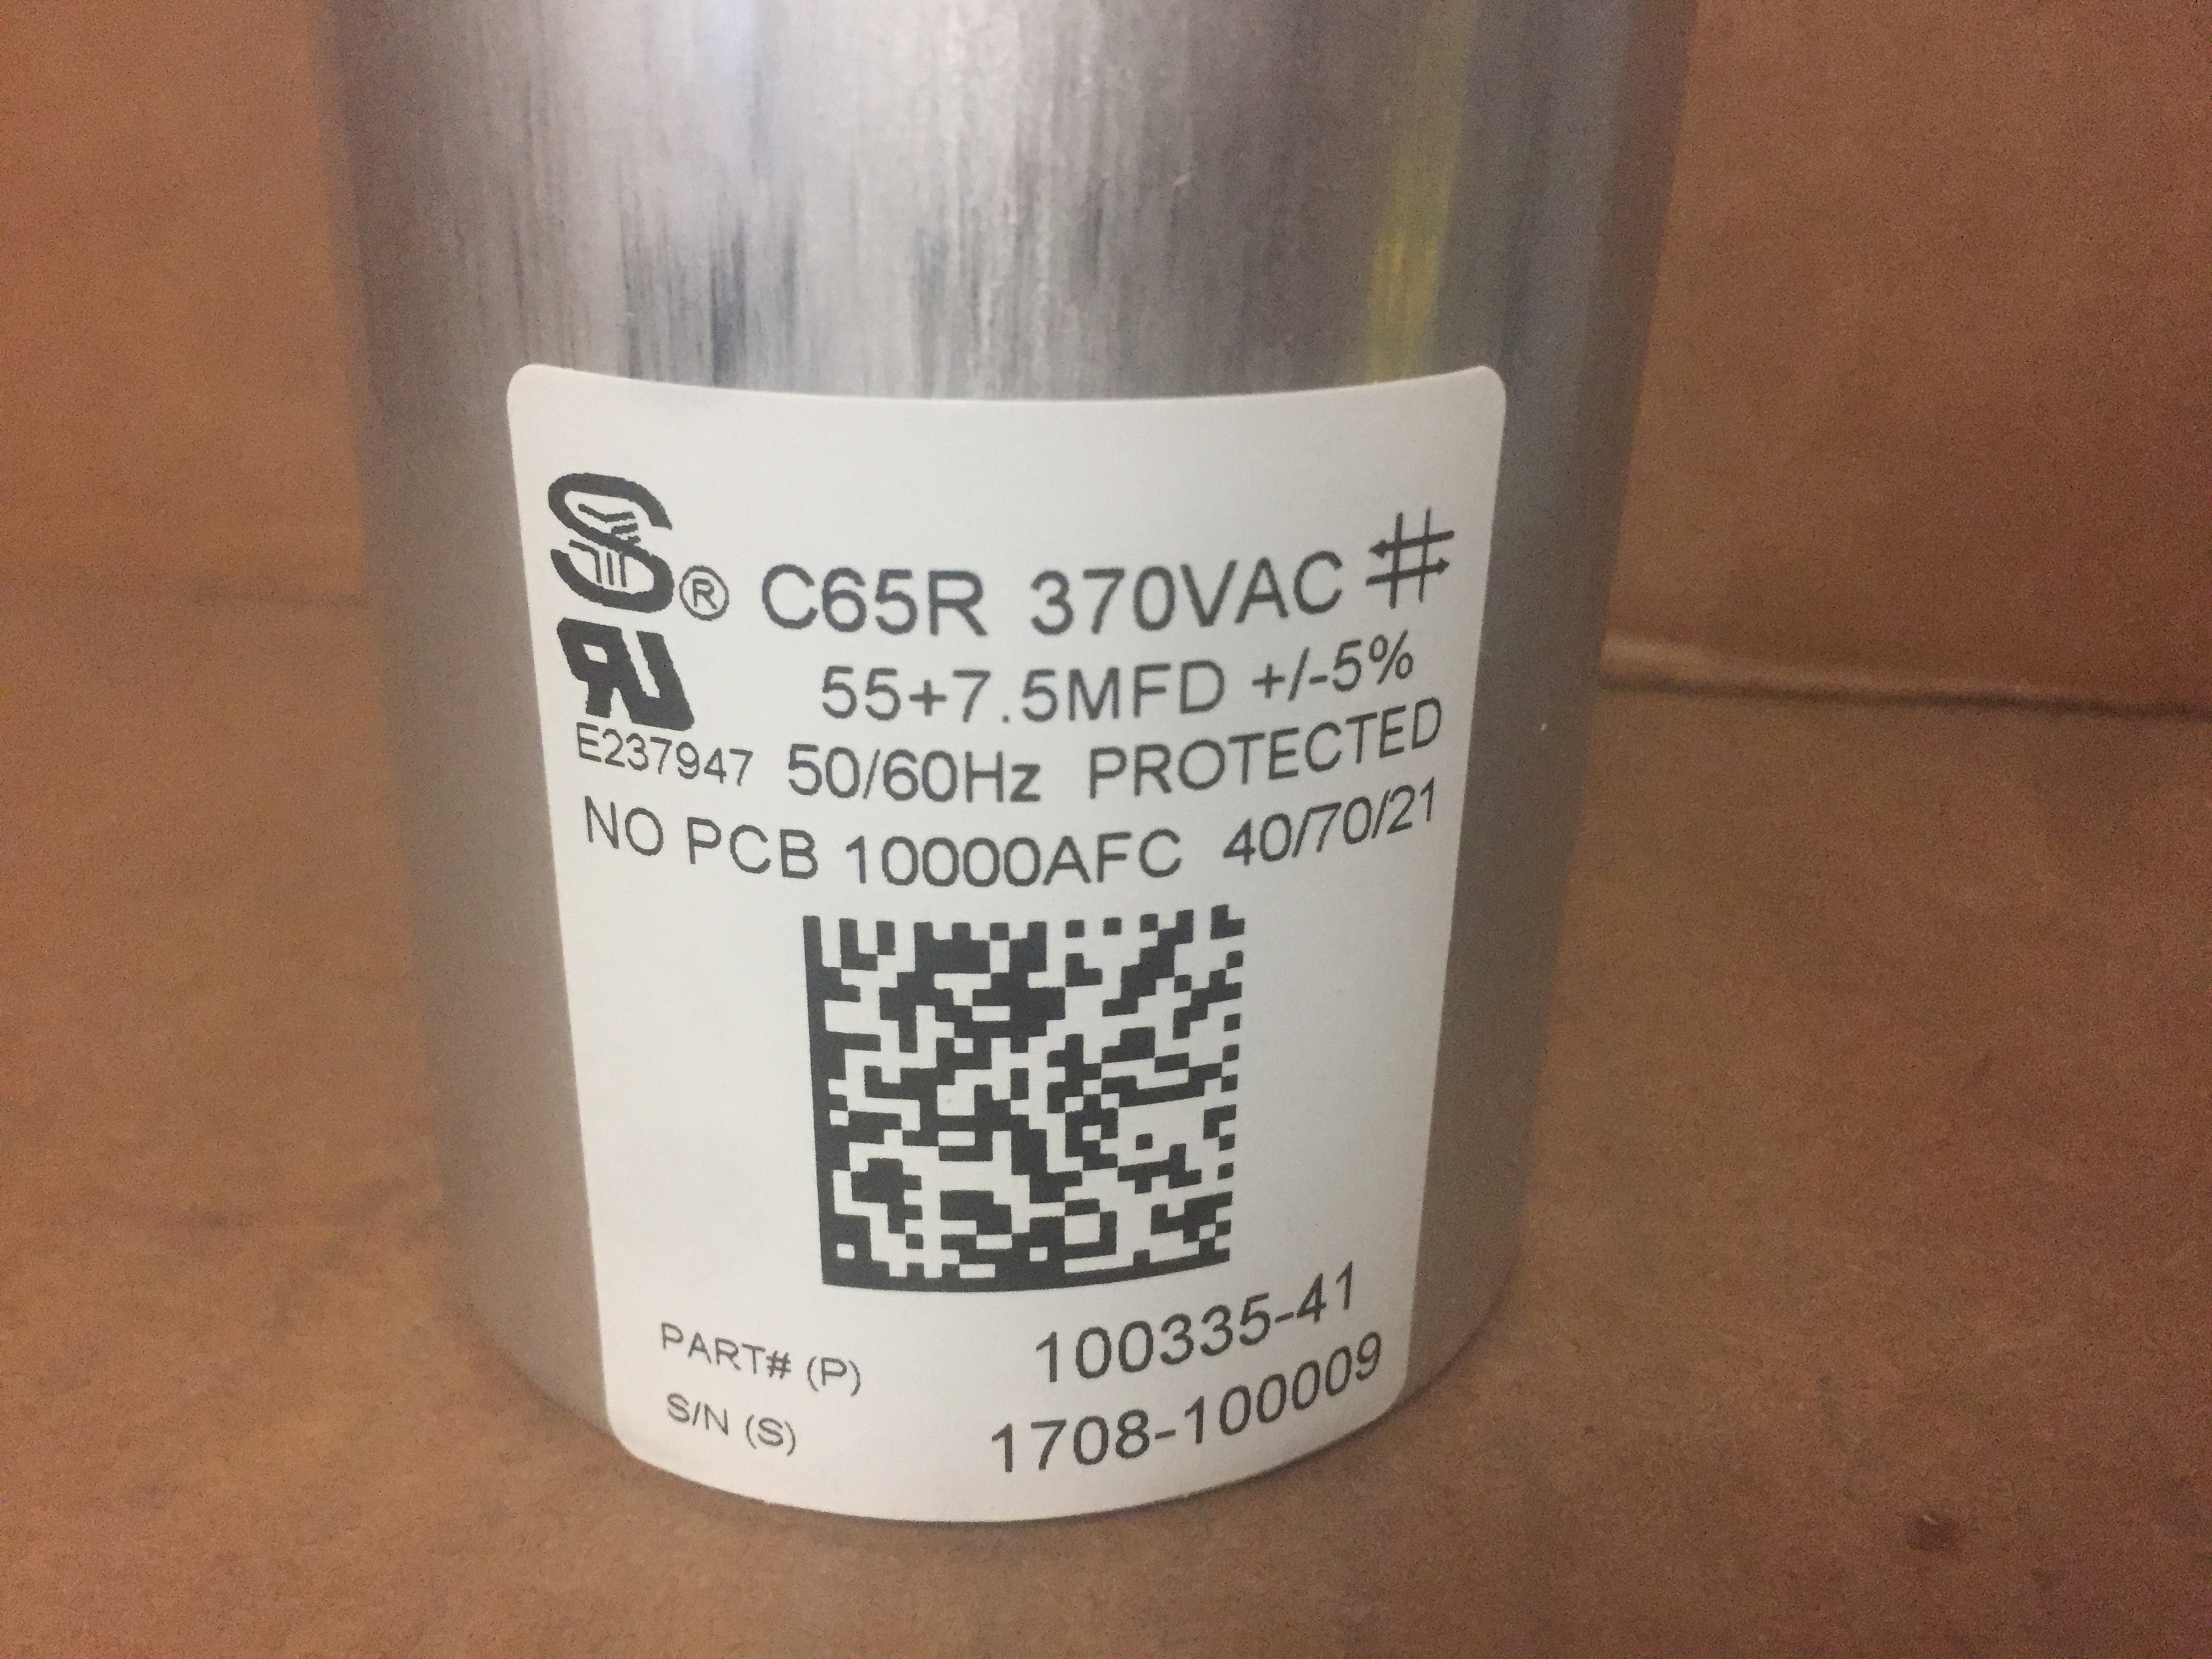 ® C65R 370VAC
55+7.5MFD +/-5%
E237947 50/60Hz PROTECTED
NO PCB 10000AFC 40/70/21
PART# (P) 100335-41
S/N (S) 1708-100009